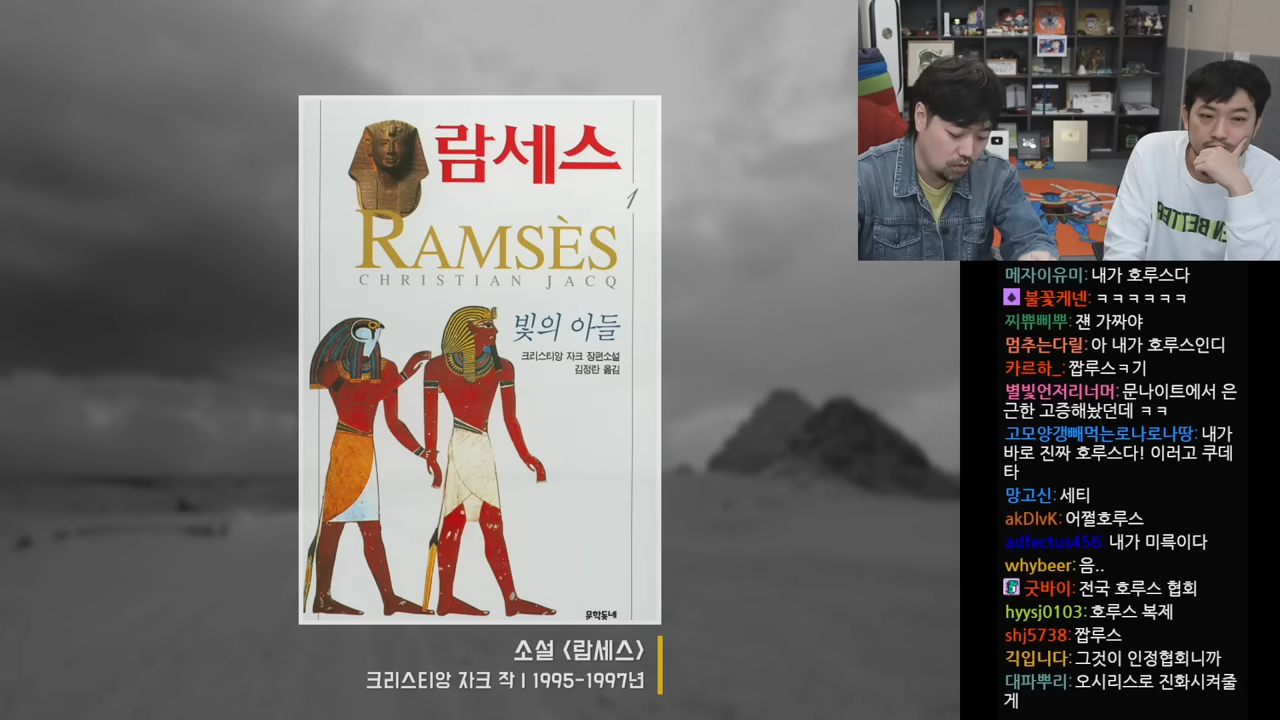 람세스
1
RAMSÈS
CHRISTIAN JACQ
빛의 아들
크리스티앙 자크 장편소설
김정란 옮김
문학동네
소설 <람세스>
크리스티앙 자크 작 | 1995-1997년
메자이유미: 내가 호루스다
불꽃케넨: ㅋㅋㅋㅋㅋㅋ
찌쀼삐뿌: 쟨 가짜야
멈추는다릴: 아 내가 호루스인디
카르하_: 짭루스ㅋ기
별빛언저리너머: 문나이트에서 은
근한 고증해놨던데 ㅋㅋ
고모양갱빼먹는로나로나땅: 내가
바로 진짜 호루스다! 이러고 쿠데
타
망고신: 세티
akDlvK: 어쩔호루스
adfectus456: 내가 미륵이다
whybeer: 음..
굿바이: 전국 호루스 협회
hyysj0103: 호루스 복제
shj5738: 짭루스
긱입니다: 그것이 인정협회니까
대파뿌리: 오시리스로 진화시켜줄
게